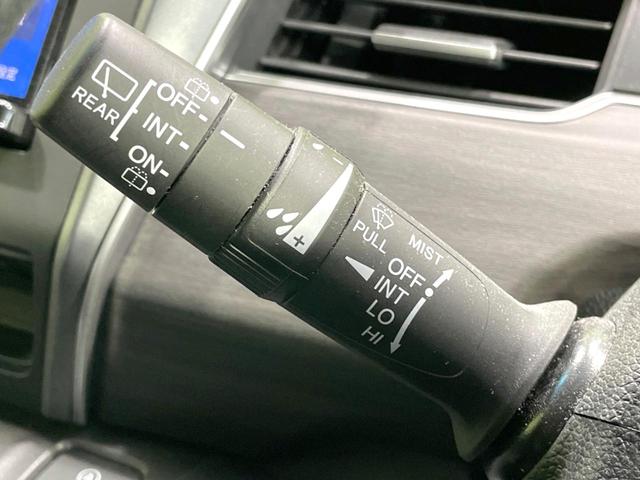 REAR
OFF
INT
ON
- 
+
PULL
MIST
OFF
INT
LO
HI